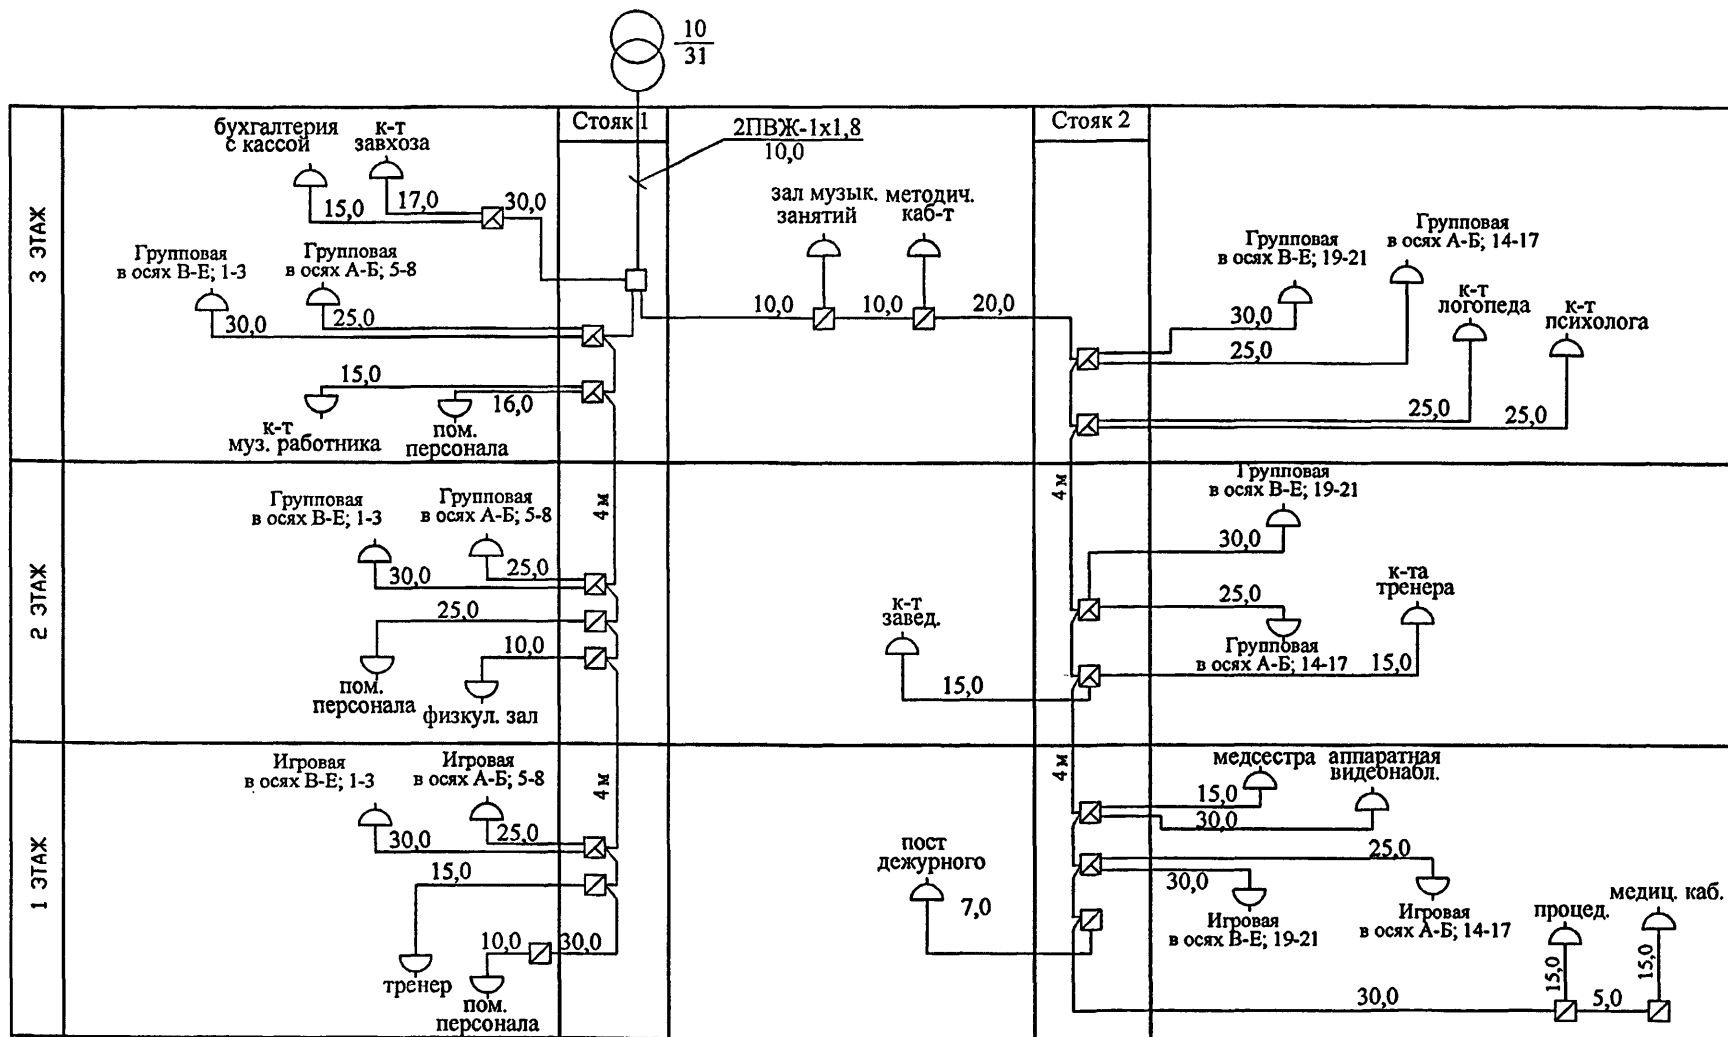 10
31
Стояк 1
Стояк 2
2ПВЖ-1х1,8
10,0
3 ЭТАЖ
бухгалтерия
с кассой
к-т
завхоза
15,0
17,0
30,0
Групповая
в осях В-Е; 1-3
Групповая
в осях А-Б; 5-8
30,0
25,0
15,0
16,0
к-т
муз. работника
пом.
персонала
зал музык.
занятий
методич.
каб-т
10,0
10,0
20,0
Групповая
в осях В-Е; 19-21
Групповая
в осях А-Б; 14-17
к-т
логопеда
к-т
психолога
30,0
25,0
25,0
25,0
2 ЭТАЖ
Групповая
в осях В-Е; 1-3
Групповая
в осях А-Б; 5-8
4 м
30,0
25,0
25,0
10,0
пом.
персонала
физкул. зал
к-т
завед.
15,0
4 м
Групповая
в осях В-Е; 19-21
30,0
25,0
к-та
тренера
Групповая
в осях А-Б; 14-17
15,0
1 ЭТАЖ
Игровая
в осях В-Е; 1-3
Игровая
в осях А-Б; 5-8
4 м
30,0
25,0
15,0
10,0
30,0
тренер
пом.
персонала
пост
дежурного
7,0
4 м
медсестра
аппаратная
видеонабл.
15,0
30,0
25,0
30,0
Игровая
в осях В-Е; 19-21
Игровая
в осях А-Б; 14-17
процед.
медиц. каб.
15,0
15,0
30,0
5,0